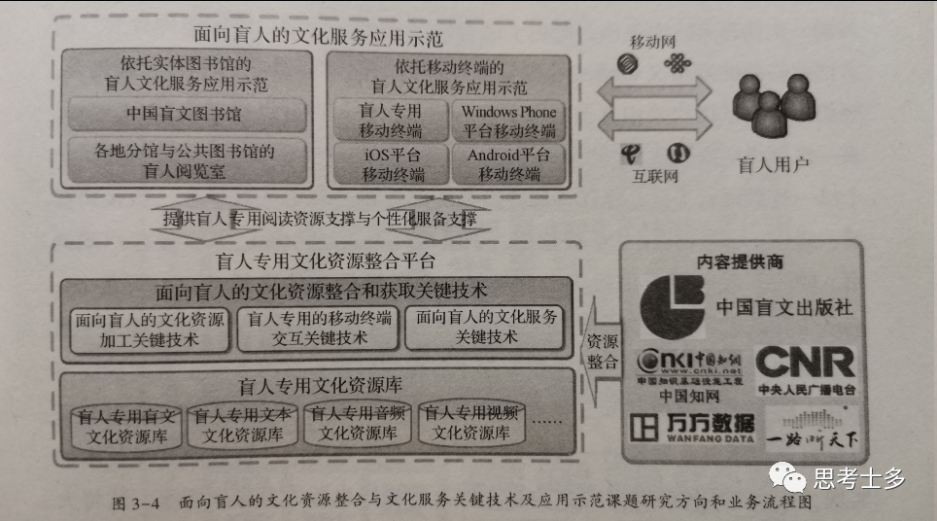 面向盲人的文化服务应用示范
依托实体图书馆的
盲人文化服务应用示范
中国盲文图书馆
各地分馆与公共图书馆的
盲人阅览室
依托移动终端的
盲人文化服务应用示范
盲人专用
移动终端
Windows Phone
平台移动终端
iOS平台
移动终端
Android平台
移动终端
移动网
互联网
盲人用户
提供盲人专用阅读资源支撑与个性化服备支撑
盲人专用文化资源整合平台
面向盲人的文化资源整合和获取关键技术
面向盲人的文化资源
加工关键技术
盲人专用的移动终端
交互关键技术
面向盲人的文化服务
关键技术
盲人专用文化资源库
盲人专用盲文
文化资源库
盲人专用文本
文化资源库
盲人专用音频
文化资源库
盲人专用视频
文化资源库
……
资源
整合
内容提供商
中国盲文出版社
CNKI中国知网
www.cnki.net
中国知识基础设施工程
中国知网
CNR
中央人民广播电台
万方数据
WANFANG DATA
一路听天下
思考士多
图 3-4 面向盲人的文化资源整合与文化服务关键技术及应用示范课题研究方向和业务流程图